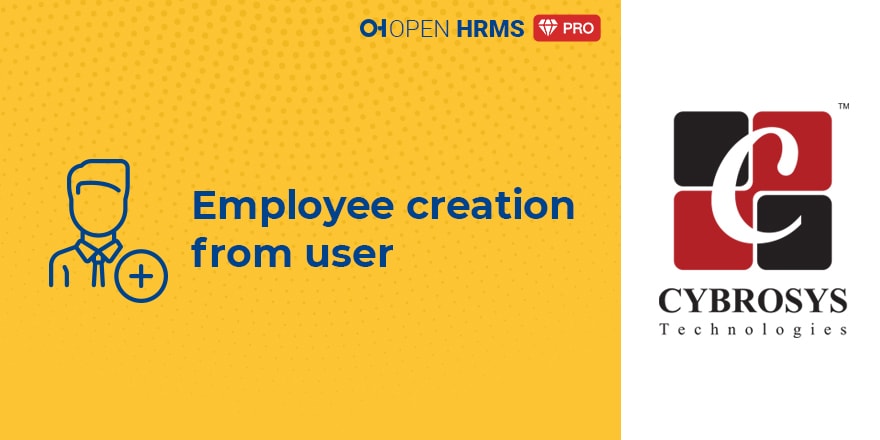 OPEN HRMS PRO
Employee creation
from user
TM
C
CYBROSYS
Technologies